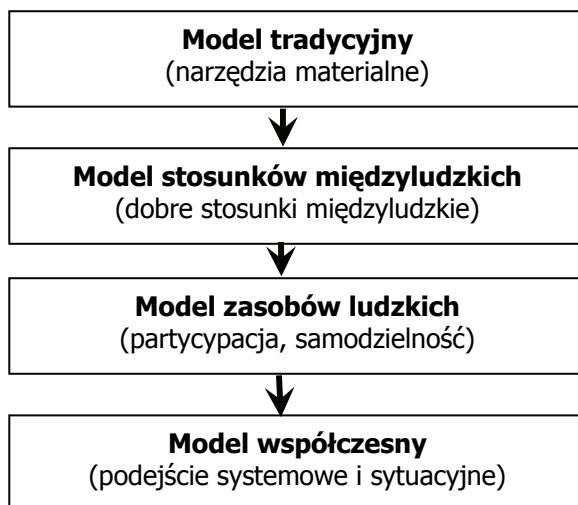 Model tradycyjny
(narzędzia materialne)
Model stosunków międzyludzkich
(dobre stosunki międzyludzkie)
Model zasobów ludzkich
(partycypacja, samodzielność)
Model współczesny
(podejście systemowe i sytuacyjne)